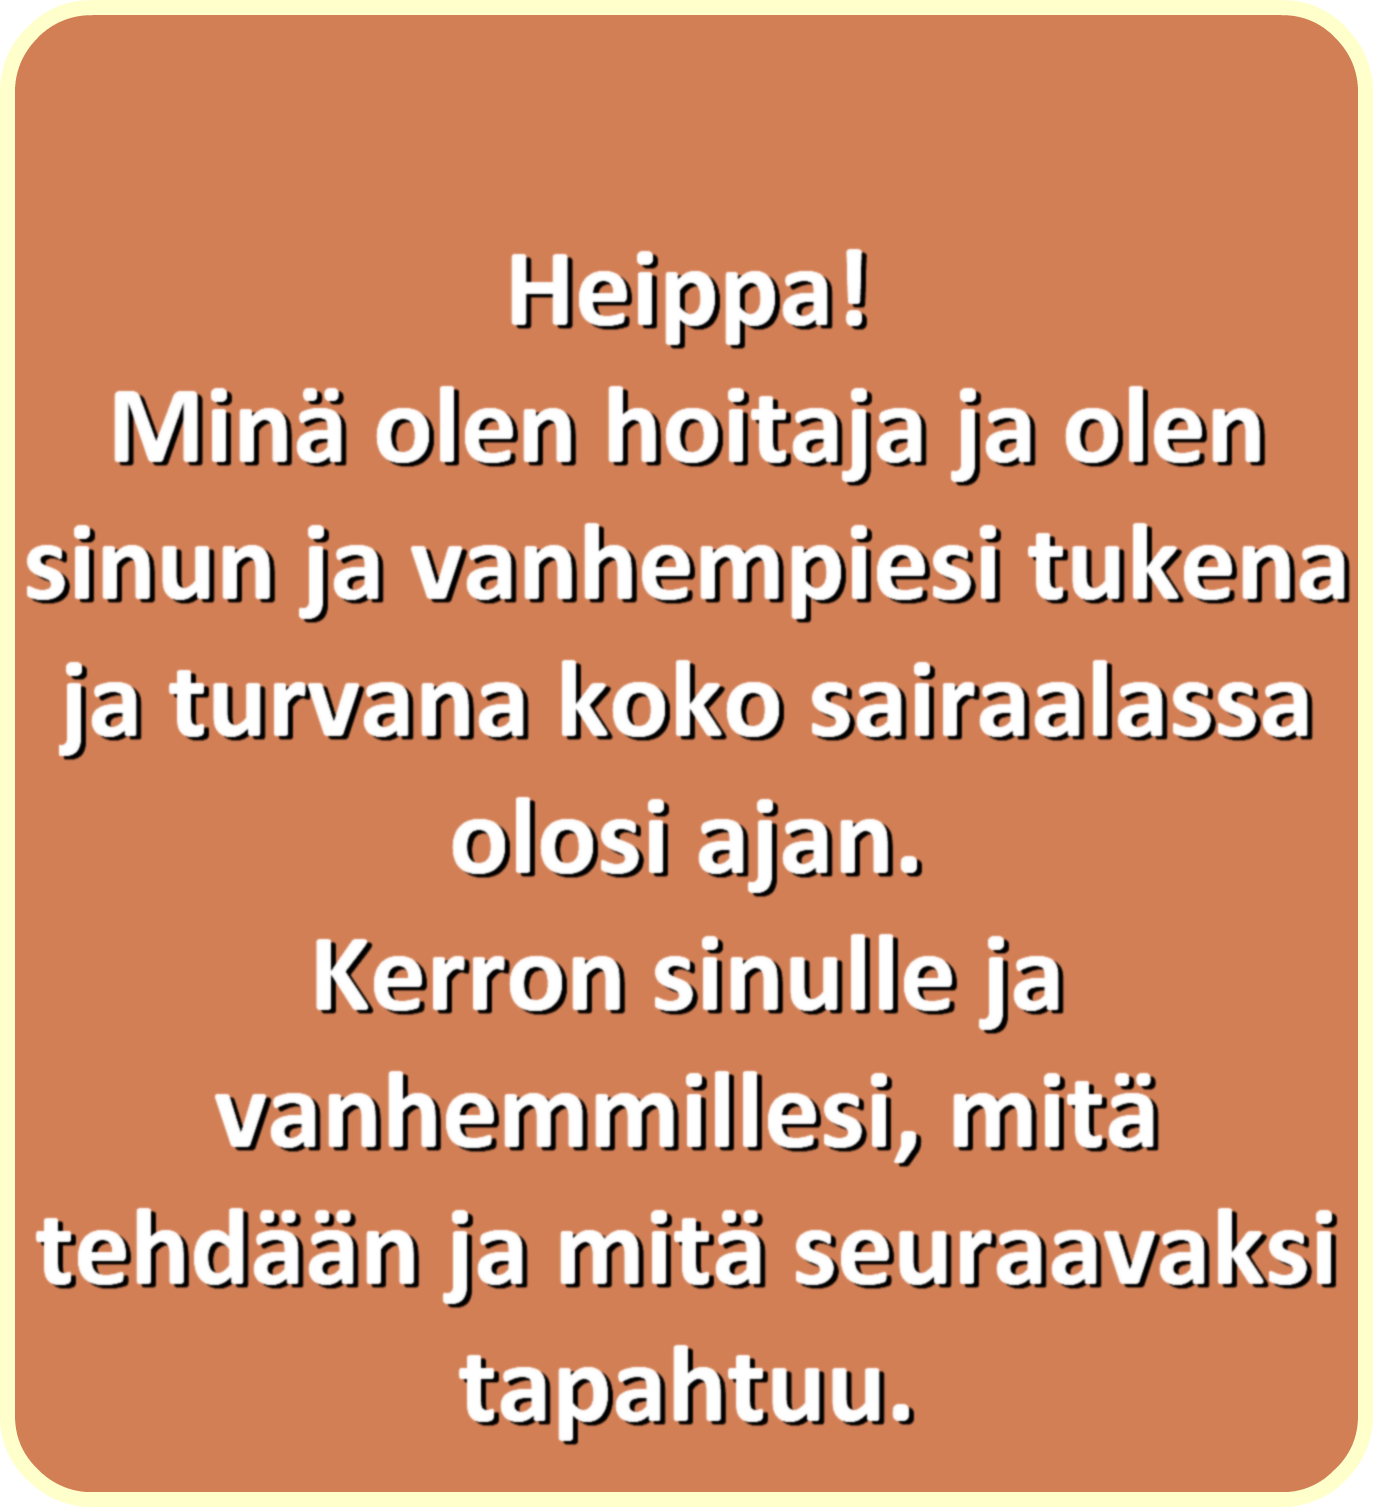 Heippa!
Minä olen hoitaja ja olen
sinun ja vanhempiesi tukena
ja turvana koko sairaalassa
olosi ajan.
Kerron sinulle ja
vanhemmillesi, mitä
tehdään ja mitä seuraavaksi
tapahtuu.